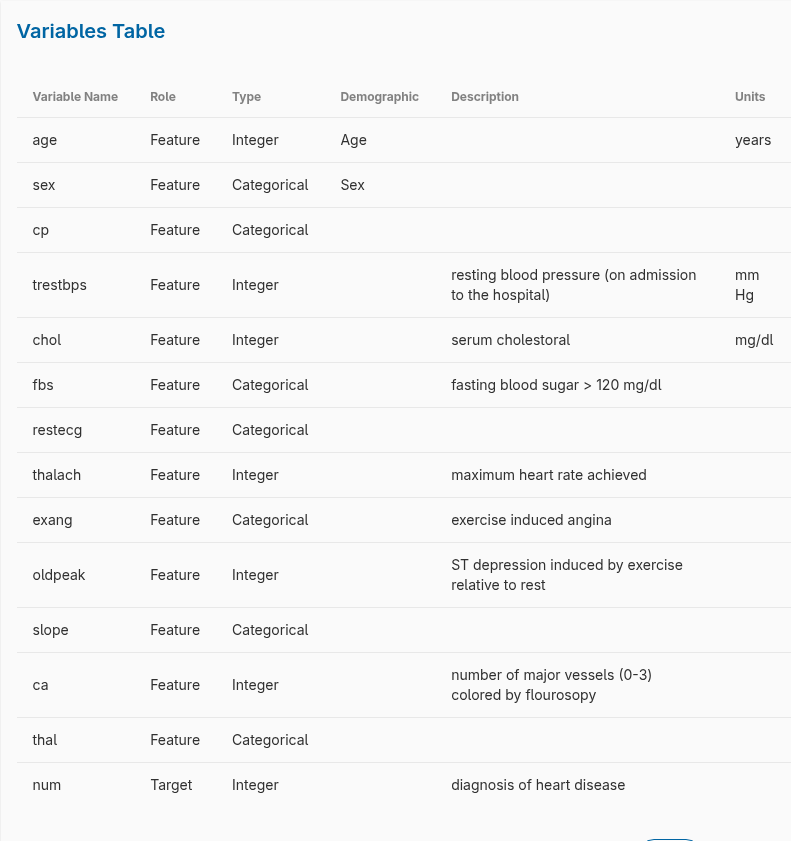 Variables Table
Variable Name Role Type Demographic Description Units
age Feature Integer Age years
sex Feature Categorical Sex
cp Feature Categorical
trestbps Feature Integer resting blood pressure (on admission to the hospital) mm Hg
chol Feature Integer serum cholestoral mg/dl
fbs Feature Categorical fasting blood sugar > 120 mg/dl
restecg Feature Categorical
thalach Feature Integer maximum heart rate achieved
exang Feature Categorical exercise induced angina
oldpeak Feature Integer ST depression induced by exercise relative to rest
slope Feature Categorical
ca Feature Integer number of major vessels (0-3) colored by flourosopy
thal Feature Categorical
num Target Integer diagnosis of heart disease